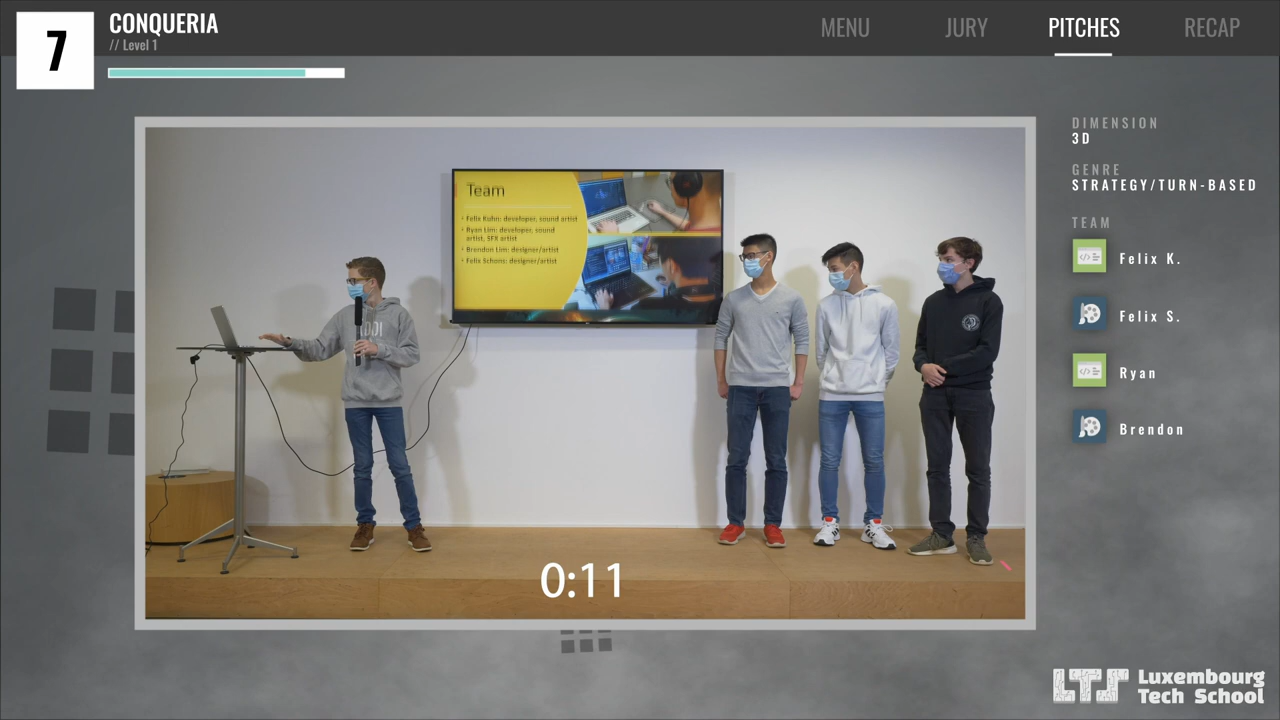 7
CONQUERIA
// Level 1
MENU
JURY
PITCHES
RECAP
DIMENSION
3D
GENRE
STRATEGY/TURN-BASED
TEAM
Felix K.
Felix S.
Ryan
Brendon
Team
Felix Kuhn: developer, sound artist
Ryan Lim: developer, sound
artist, SFX artist
Brendon Lim: designer/artist
Felix Schons: designer/artist
0:11
LTS
Luxembourg
Tech School